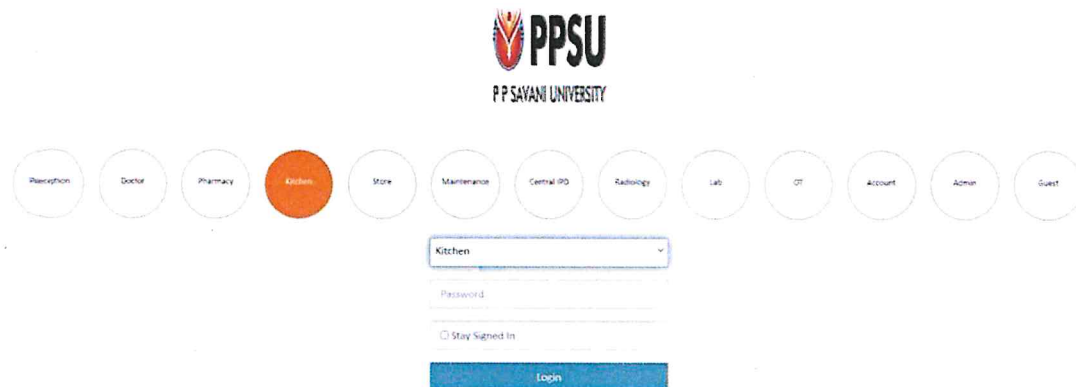 PPSU
P P SAVANI UNIVERSITY
Reception Doctor Pharmacy Kitchen Store Maintenance Central IPD Radiology Lab OT Account Admin Guest
Kitchen
Password
Stay Signed In
Login